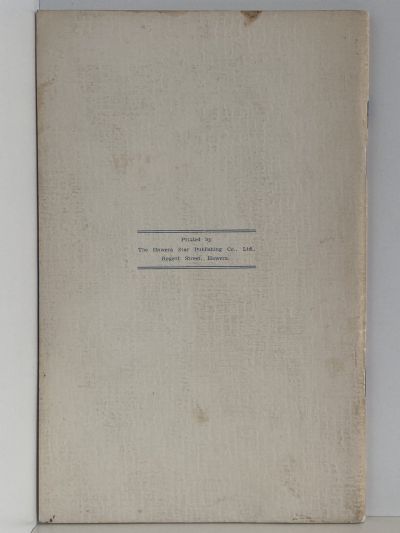 Printed by
The Hawera Star Publishing Co., Ltd.,
Regent Street, Hawera.